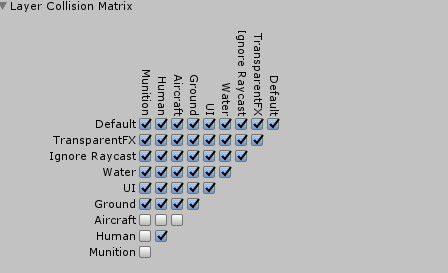 Layer Collision Matrix
Munition
Human
Aircraft
Ground
UI
Water
Ignore Raycast
TransparentFX
Default
Default
TransparentFX
Ignore Raycast
Water
UI
Ground
Aircraft
Human
Munition